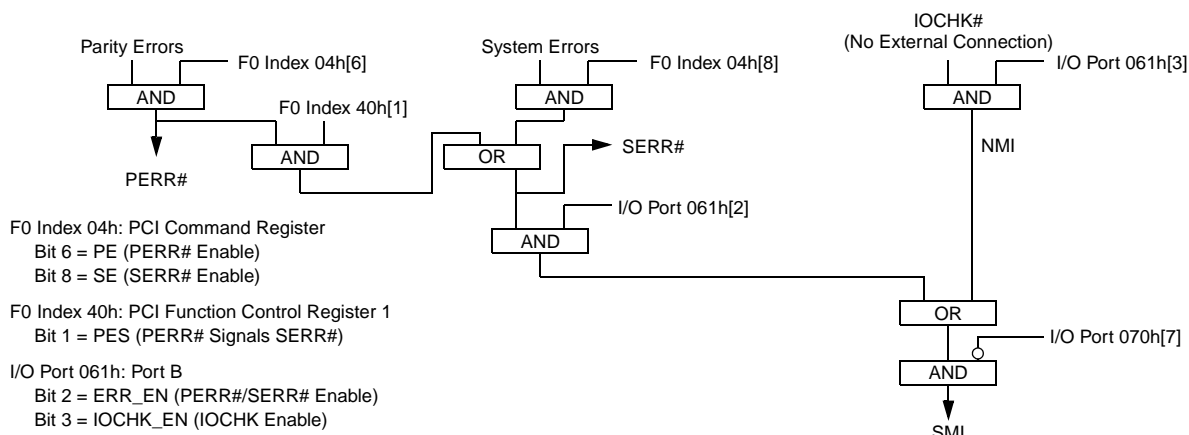 Parity Errors
F0 Index 04h[6]
AND
F0 Index 40h[1]
AND
PERR#
System Errors
F0 Index 04h[8]
AND
OR
SERR#
I/O Port 061h[2]
AND
IOCHK#
(No External Connection)
I/O Port 061h[3]
AND
NMI
OR
I/O Port 070h[7]
AND
SMI
F0 Index 04h: PCI Command Register
Bit 6 = PE (PERR# Enable)
Bit 8 = SE (SERR# Enable)
F0 Index 40h: PCI Function Control Register 1
Bit 1 = PES (PERR# Signals SERR#)
I/O Port 061h: Port B
Bit 2 = ERR_EN (PERR#/SERR# Enable)
Bit 3 = IOCHK_EN (IOCHK Enable)